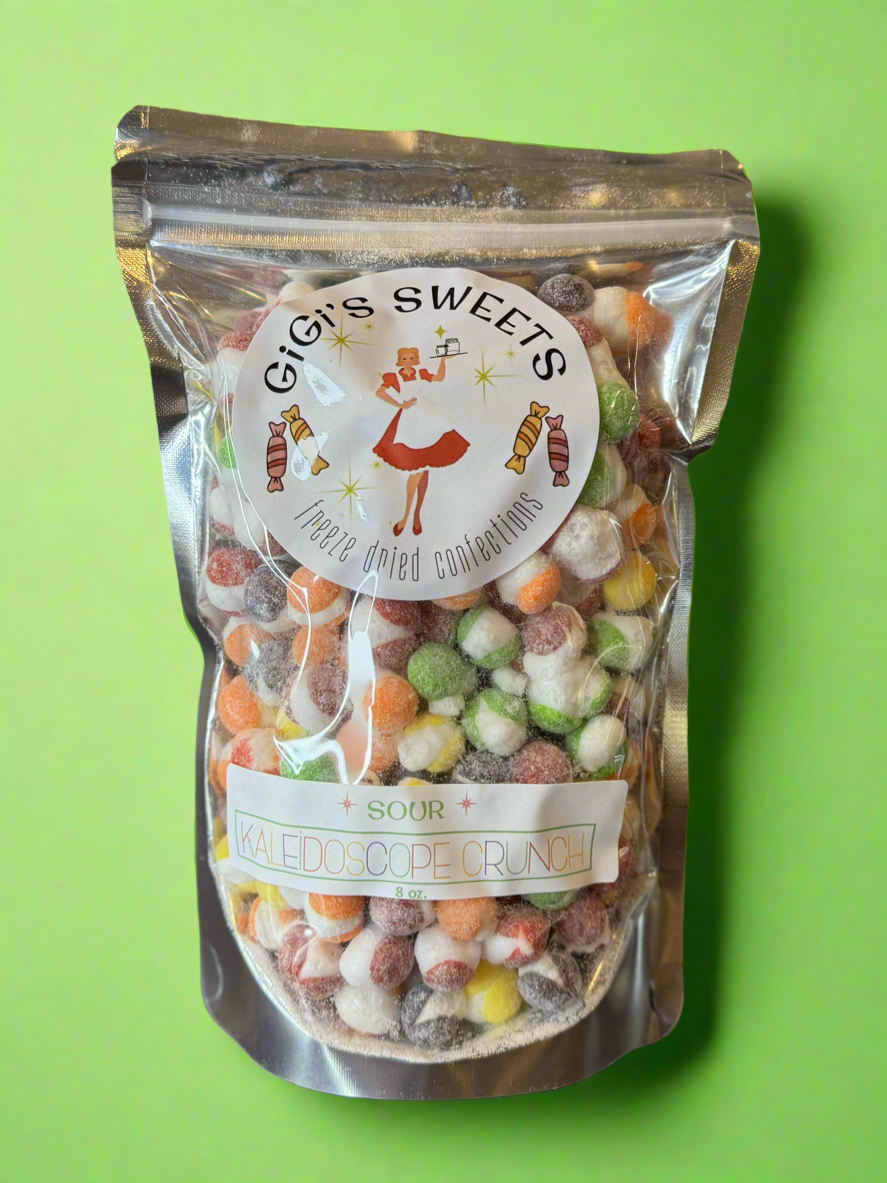 GiGi's SWEETS
freeze dried confections
SOUR
KALEiDOSCOPE CRUNCH
8 oz.